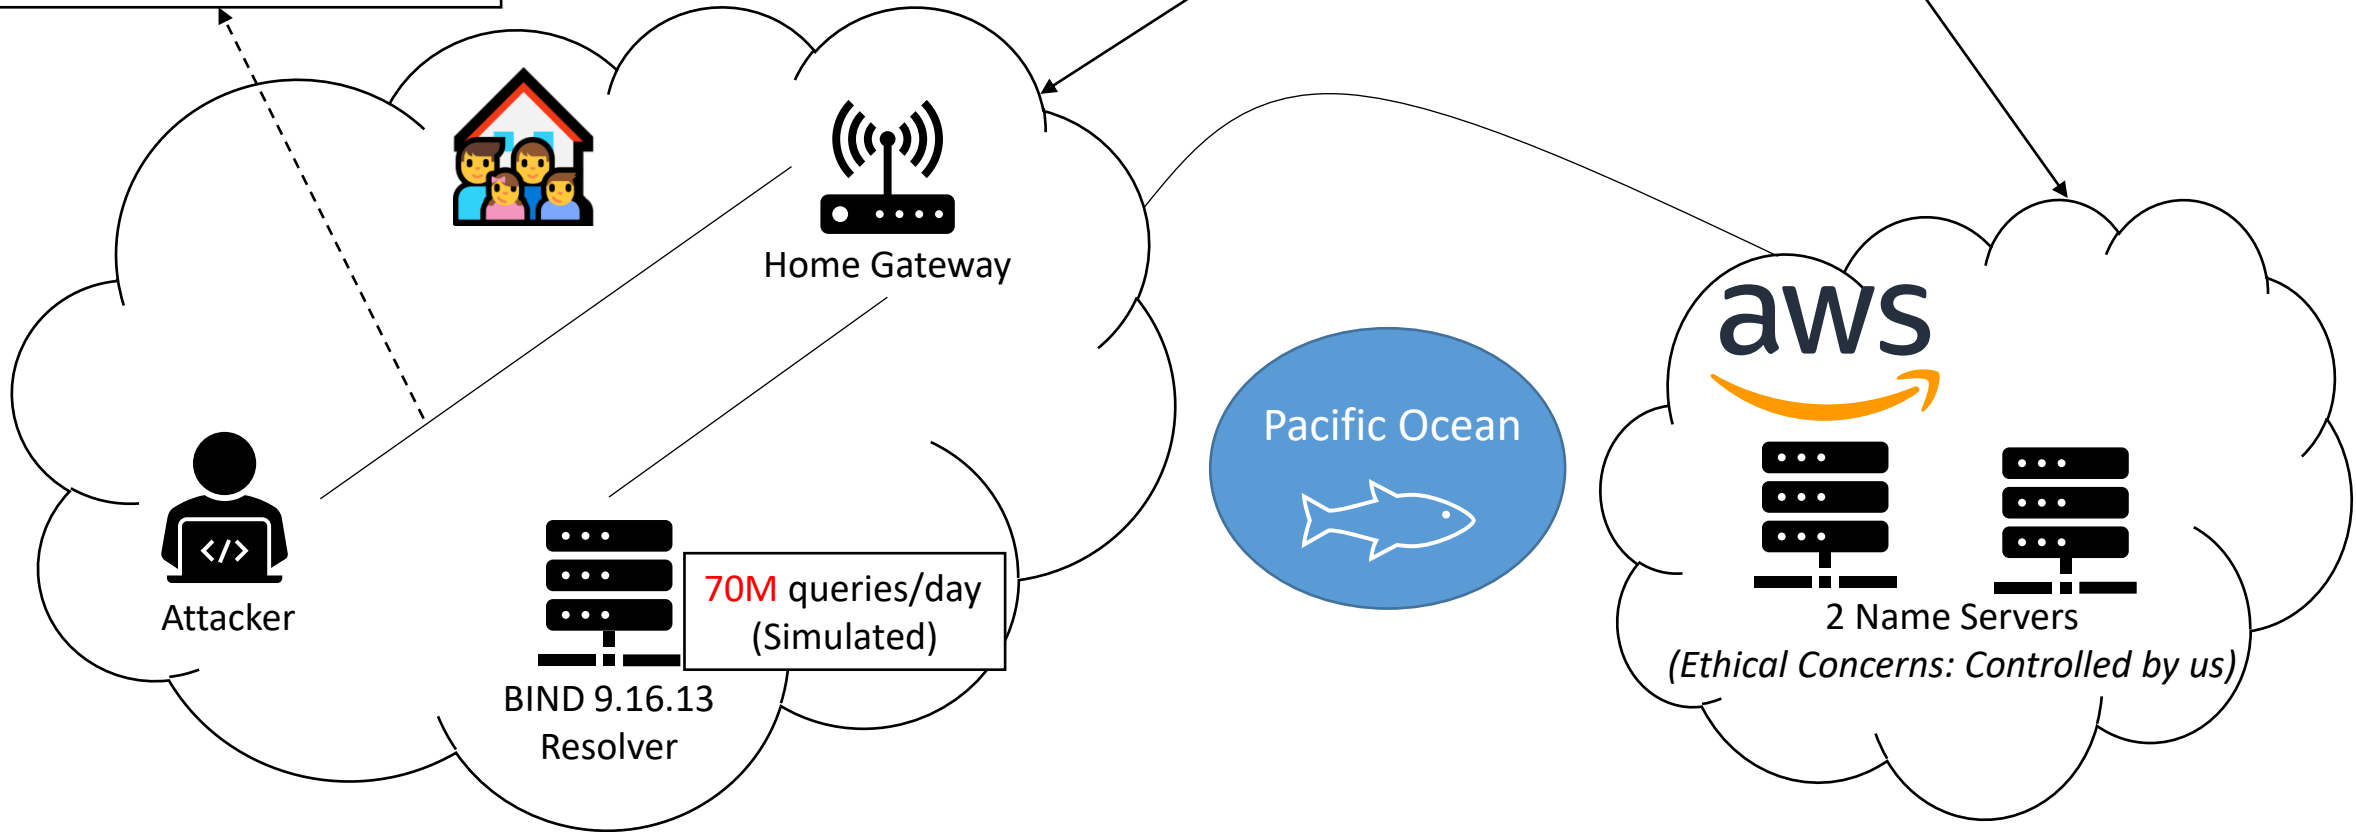 Home Gateway
aws
Pacific Ocean
</>
Attacker
70M queries/day
(Simulated)
BIND 9.16.13
Resolver
2 Name Servers
(Ethical Concerns: Controlled by us)